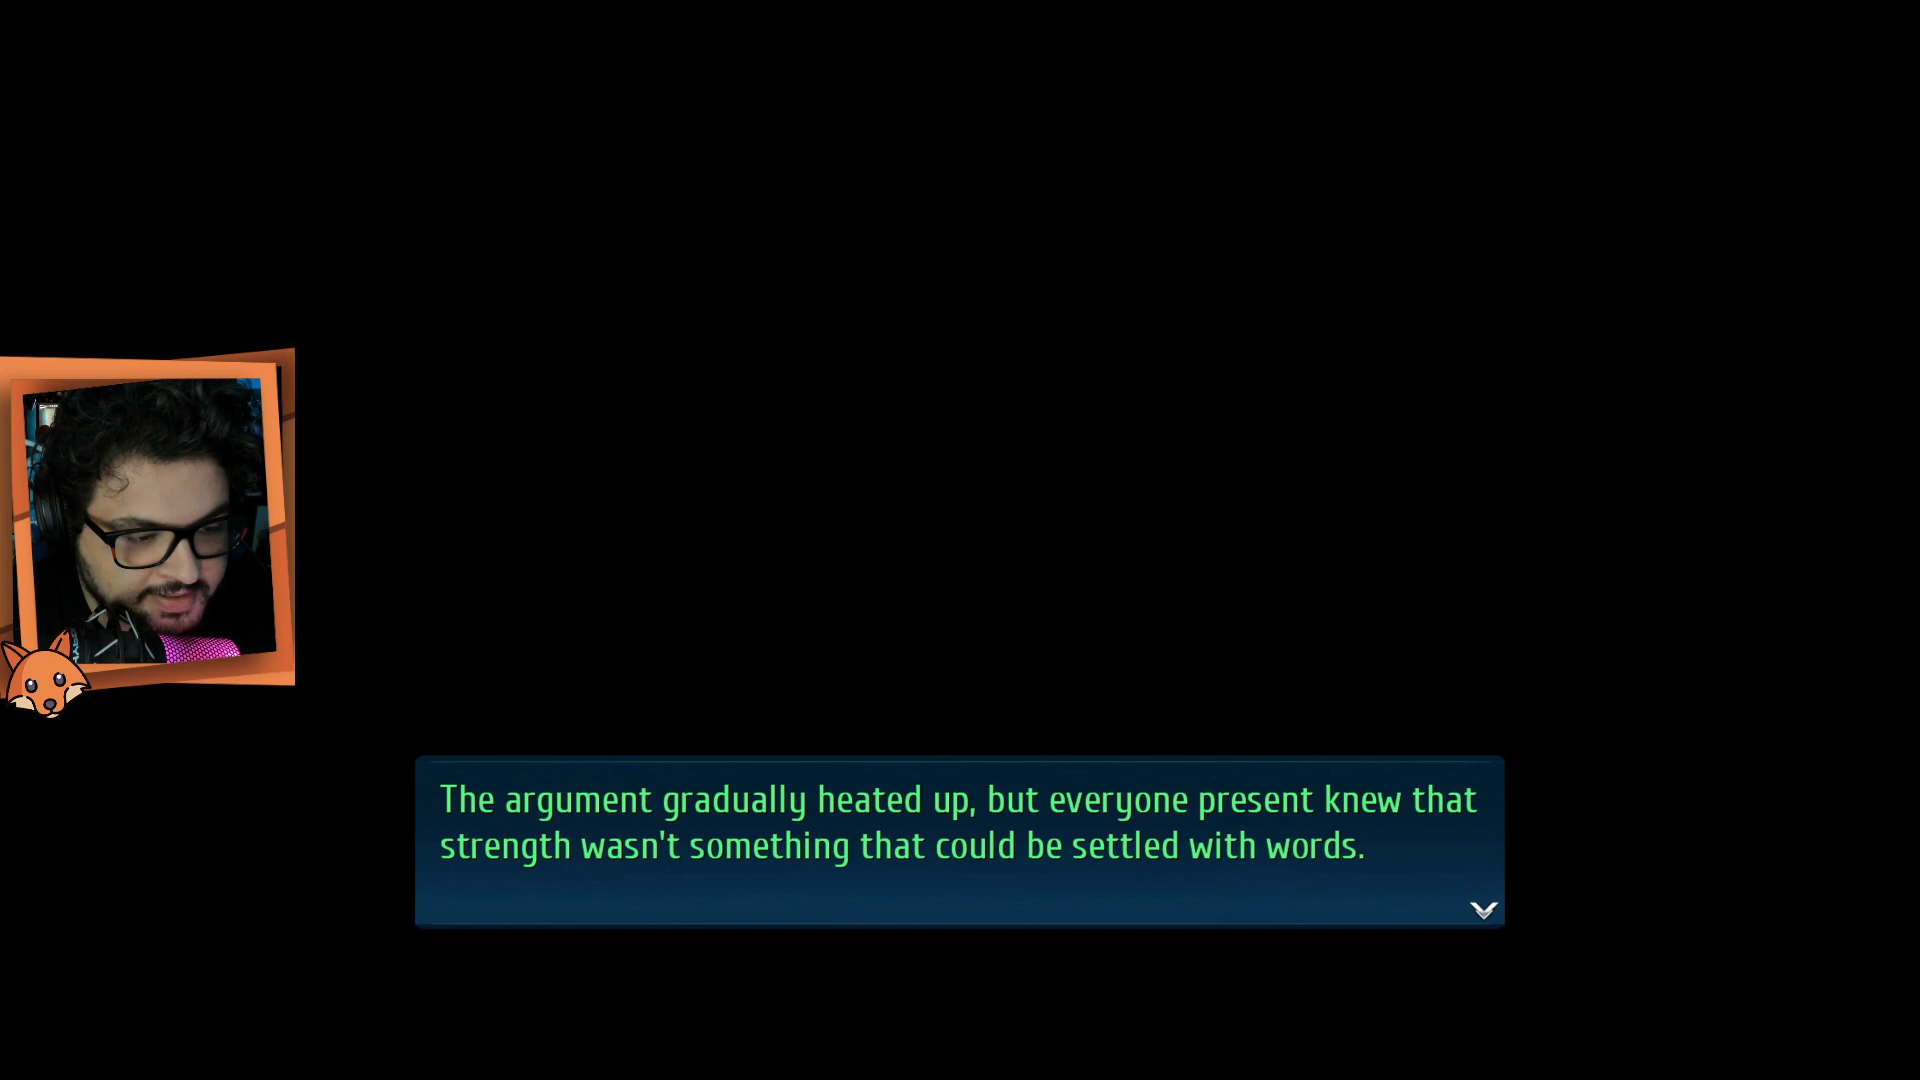 The argument gradually heated up, but everyone present knew that
strength wasn't something that could be settled with words.